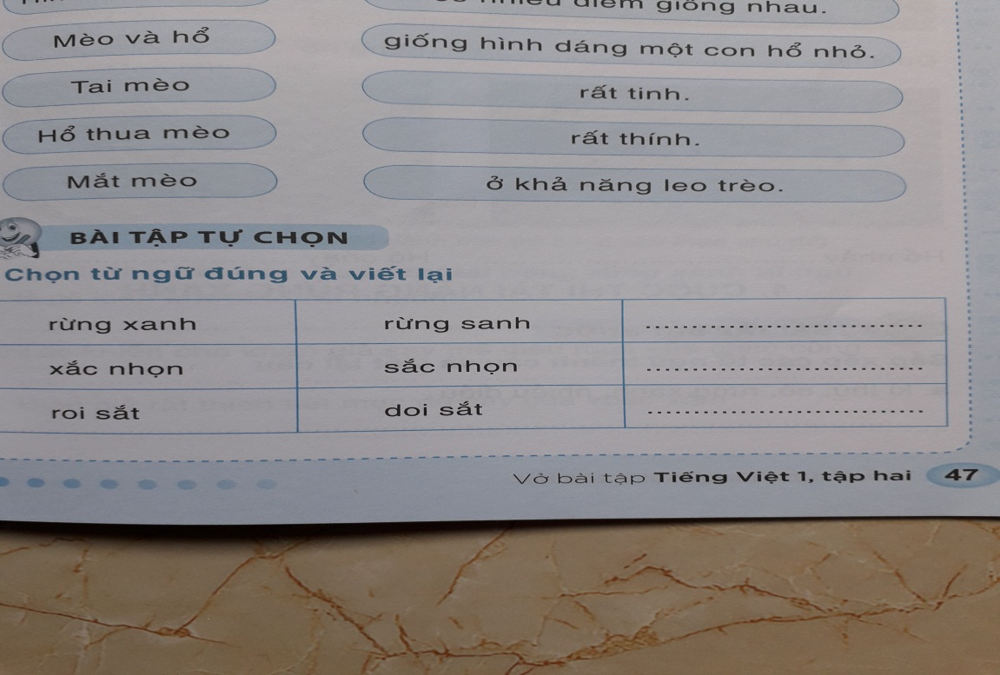 điểm giống nhau.
Mèo và hổ
giống hình dáng một con hổ nhỏ.
Tai mèo
rất tinh.
Hổ thua mèo
rất thính.
Mắt mèo
ở khả năng leo trèo.
BÀI TẬP TỰ CHỌN
Chọn từ ngữ đúng và viết lại
rừng xanh rừng sanh ..............................
xắc nhọn sắc nhọn ..............................
roi sắt doi sắt ..............................
Vở bài tập Tiếng Việt 1, tập hai 47